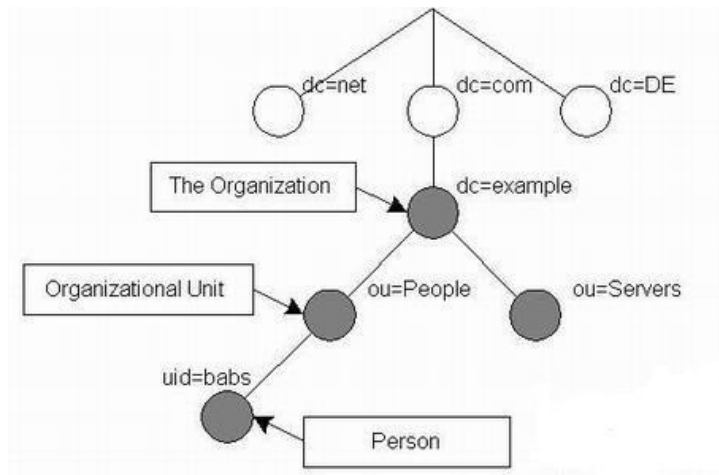 dc=net
dc=com
dc=DE
The Organization
dc=example
Organizational Unit
ou=People
ou=Servers
uid=babs
Person